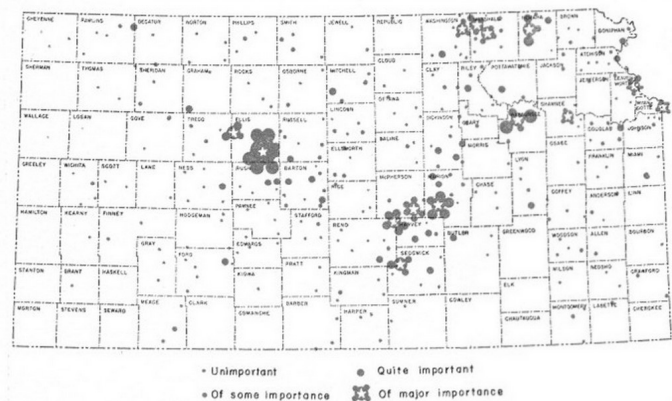 CHEYENNE RAWLINS DECATUR NORTON PHILLIPS SMITH JEWELL REPUBLIC WASHINGTON MARSHALL NEMAHA BROWN DONIPHAN
SHERMAN THOMAS SHERIDAN GRAHAM ROOKS OSBORNE MITCHELL CLOUD CLAY RILEY POTTAWATOMIE JACKSON ATCHISON
JEFFERSON
WALLACE LOGAN GOVE TREGO ELLIS RUSSELL LINCOLN OTTAWA DICKINSON GEARY SHAWNEE
SALINE MORRIS OSAGE DOUGLAS JOHNSON
ELLSWORTH
GREELEY WICHITA SCOTT LANE NESS RUSH BARTON RICE MCPHERSON MARION CHASE LYON FRANKLIN MIAMI
HAMILTON KEARNY FINNEY HODGEMAN PAWNEE STAFFORD RENO HARVEY COFFEY ANDERSON LINN
GRAY FORD EDWARDS SEDGWICK BUTLER GREENWOOD WOODSON ALLEN BOURBON
STANTON GRANT HASKELL KIOWA PRATT KINGMAN ELK WILSON NEOSHO CRAWFORD
MORTON STEVENS SEWARD MEADE CLARK COMANCHE BARBER HARPER SUMNER COWLEY CHAUTAUQUA MONTGOMERY LABETTE CHEROKEE
Unimportant Quite important
Of some importance Of major importance